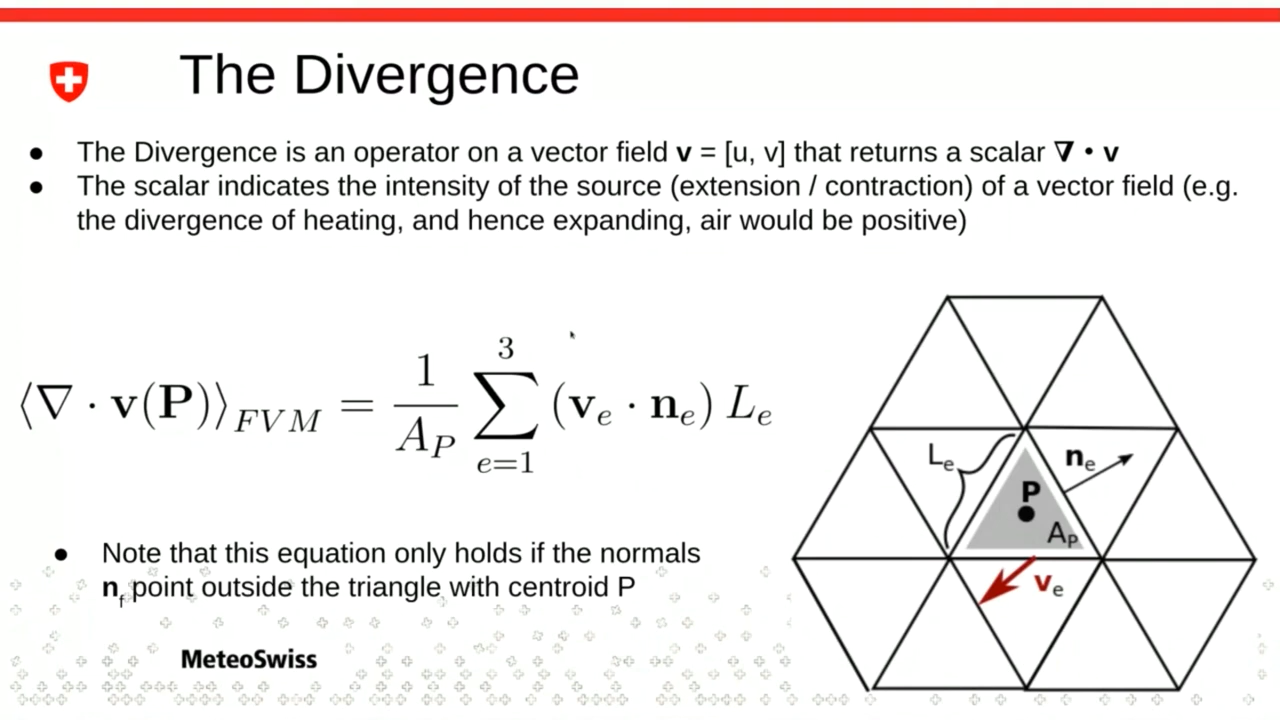 The Divergence
● The Divergence is an operator on a vector field v = [u, v] that returns a scalar ∇ • v
● The scalar indicates the intensity of the source (extension / contraction) of a vector field (e.g.
the divergence of heating, and hence expanding, air would be positive)
⟨∇ · v(P)⟩_{FVM} = \frac{1}{A_P} \sum_{e=1}^{3} (v_e · n_e) L_e
L_e
n_e
P
A_P
v_e
● Note that this equation only holds if the normals
n_f point outside the triangle with centroid P
MeteoSwiss